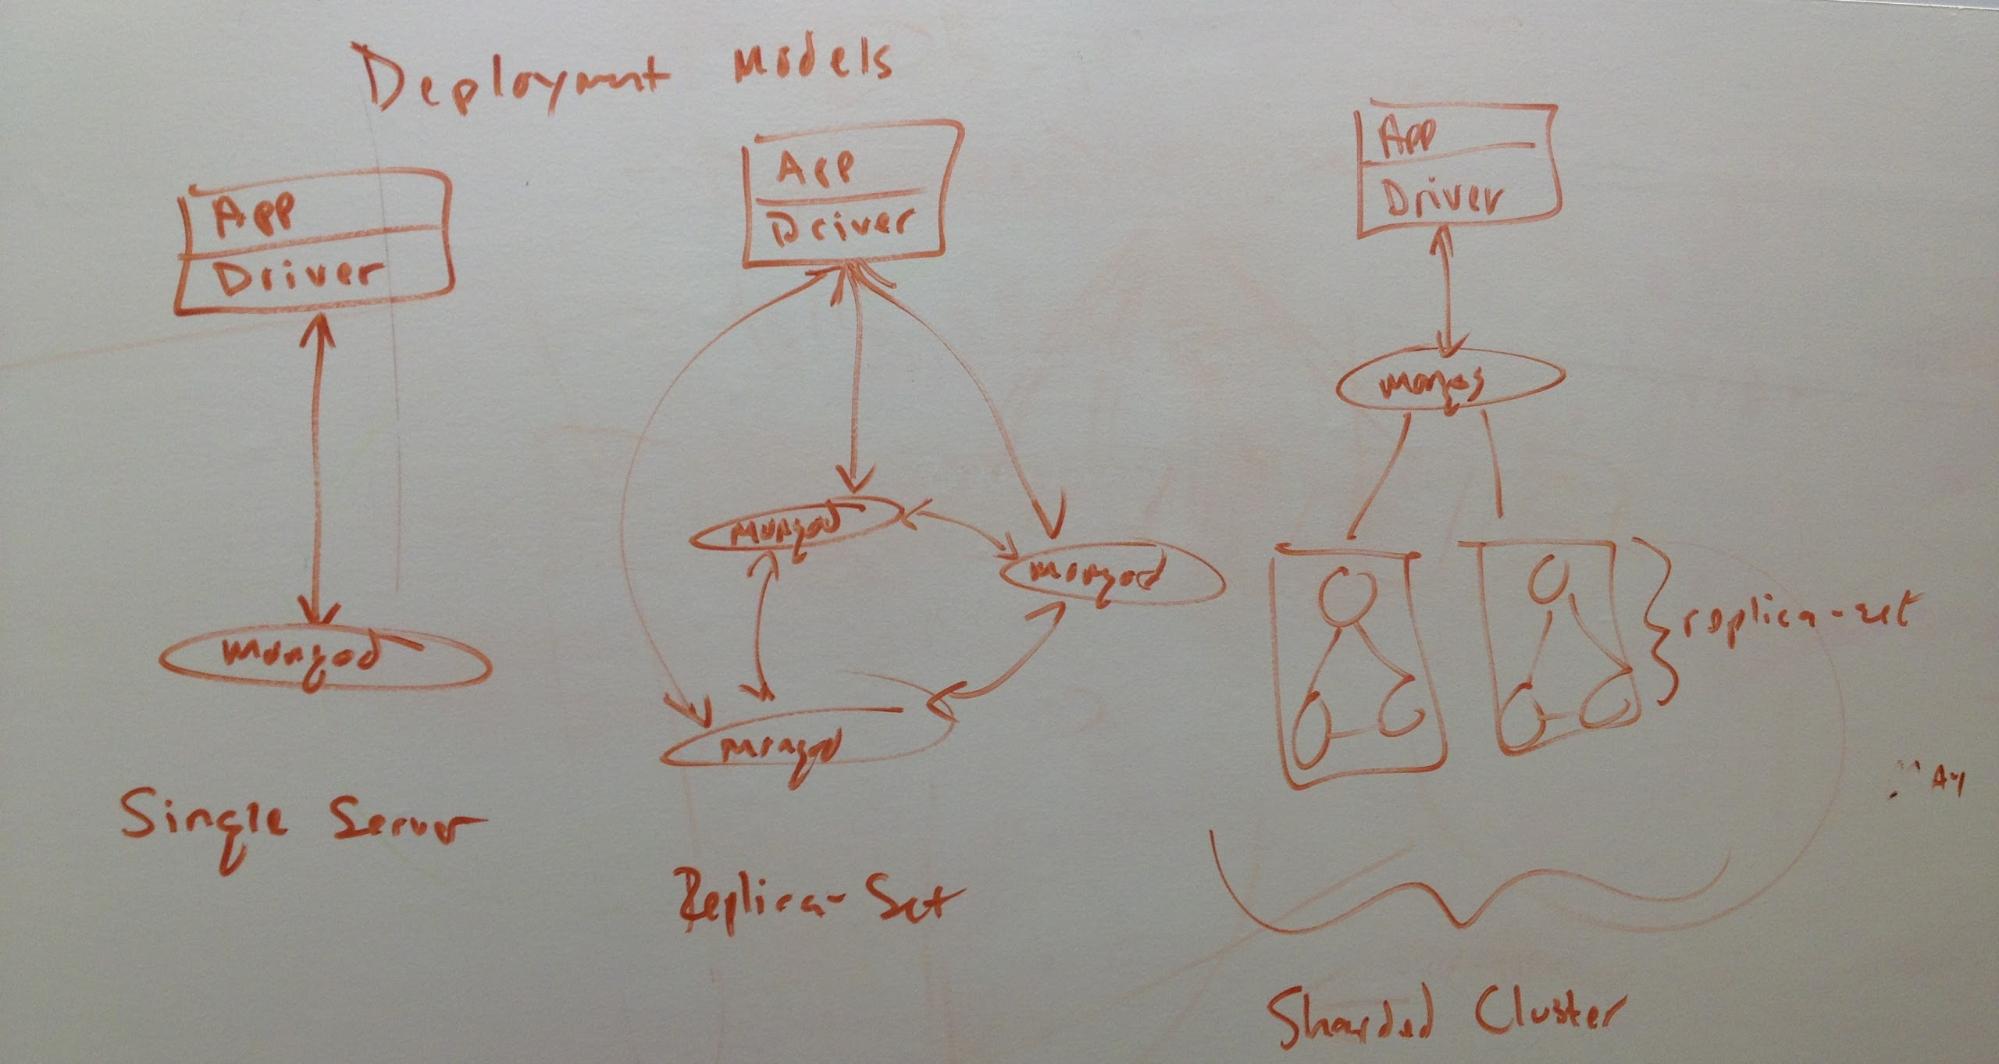 Deployment Models
App
Driver
mongod
Single Server
App
Driver
mongod
mongod
mongod
Replica-Set
App
Driver
mongos
replica-set
Sharded Cluster